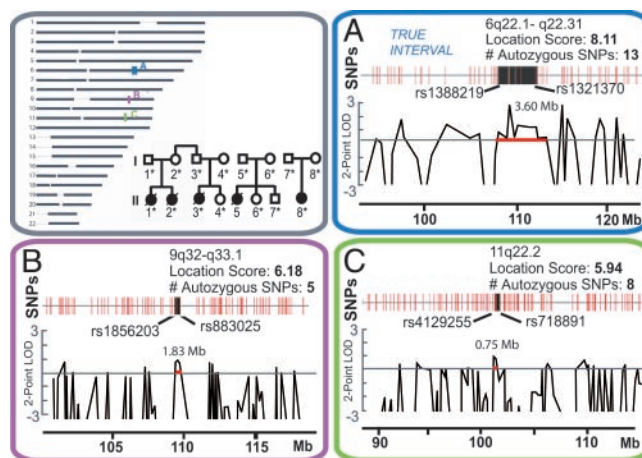 1
2
3
4
5
6
7
8
9
10
11
12
13
14
15
16
17
18
19
20
21
22
A
B
C
I
1* 2* 3* 4* 5* 6* 7* 8*
II
1* 2* 3* 4* 5 6* 7* 8*
A
TRUE
INTERVAL
6q22.1- q22.31
Location Score: 8.11
# Autozygous SNPs: 13
SNPs
rs1388219
rs1321370
3.60 Mb
2-Point LOD
3
-3
100 110 120
Mb
B
9q32-q33.1
Location Score: 6.18
# Autozygous SNPs: 5
SNPs
rs1856203
rs883025
1.83 Mb
2-Point LOD
3
-3
105 110 115 Mb
C
11q22.2
Location Score: 5.94
# Autozygous SNPs: 8
SNPs
rs4129255
rs718891
0.75 Mb
2-Point LOD
3
-3
90 100 110 Mb